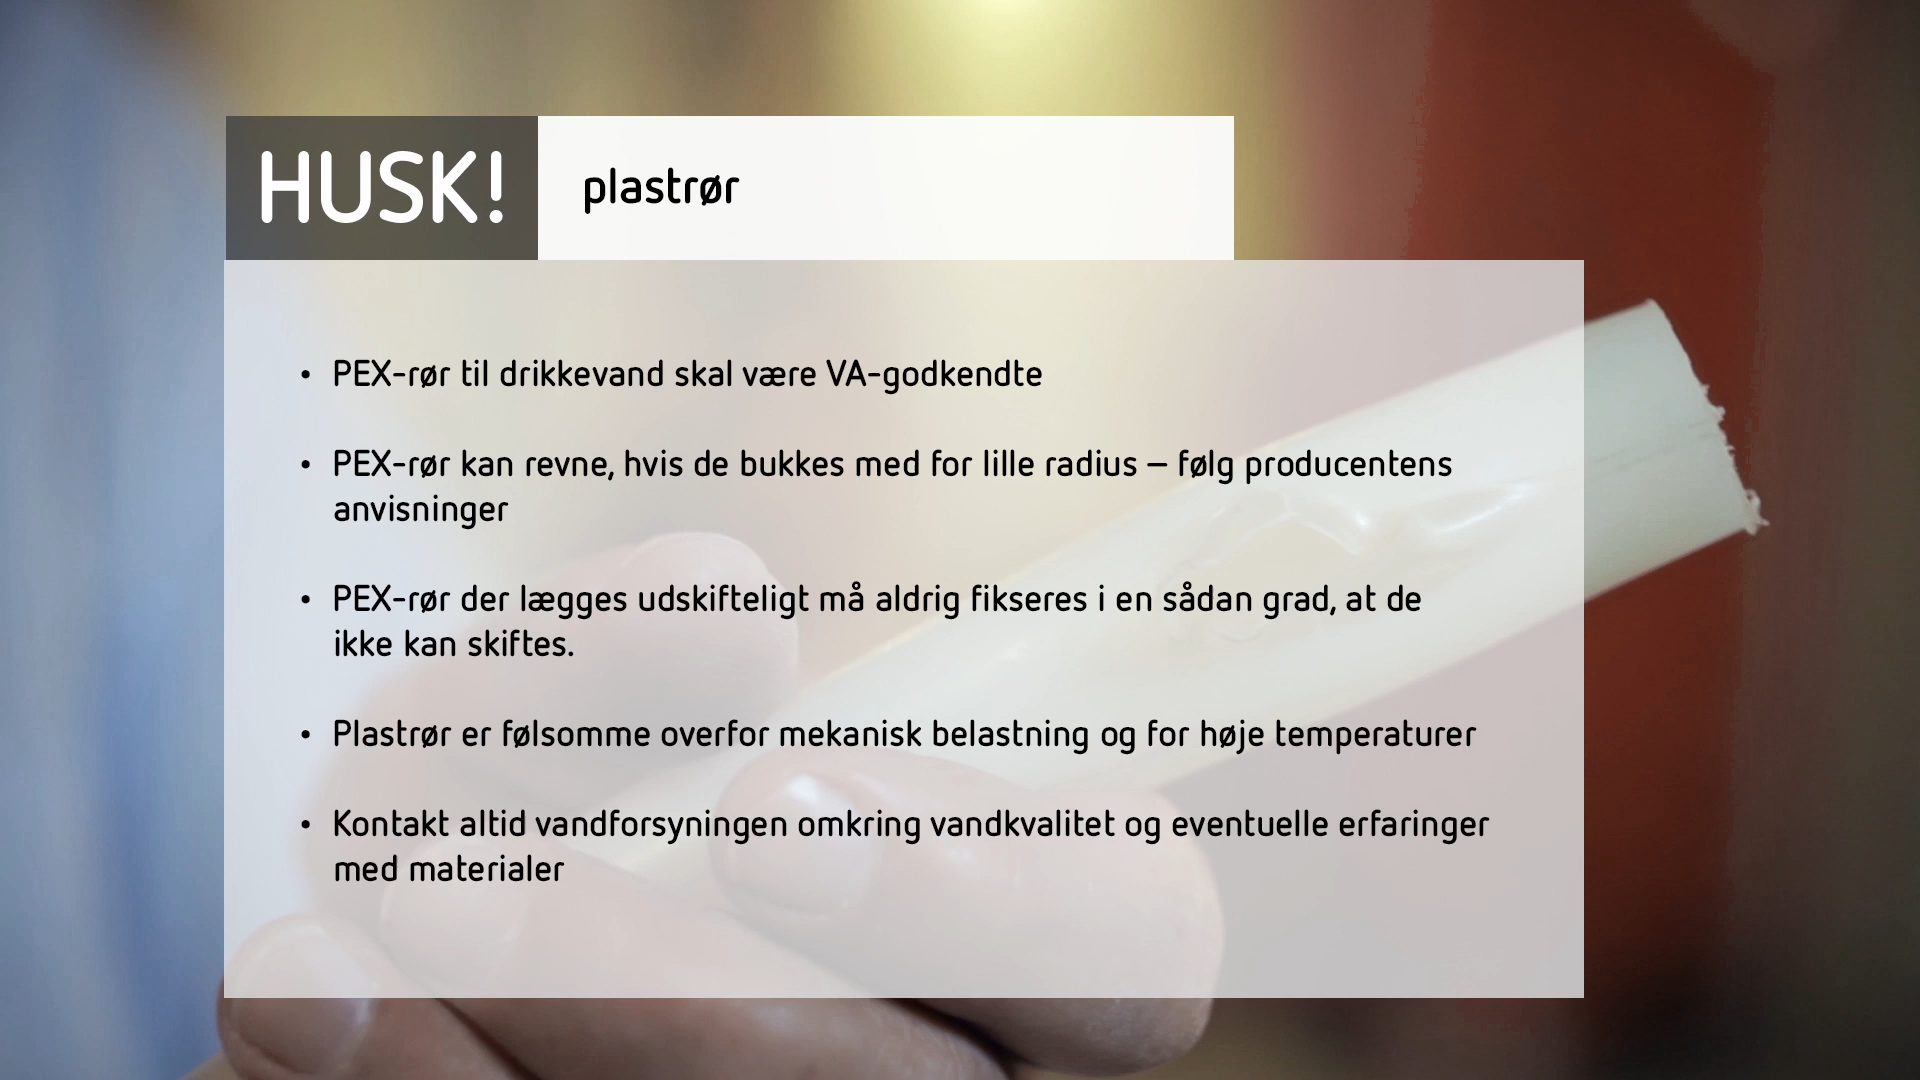 HUSK! plastrør
• PEX-rør til drikkevand skal være VA-godkendte
• PEX-rør kan revne, hvis de bukkes med for lille radius – følg producentens
anvisninger
• PEX-rør der lægges udskifteligt må aldrig fikseres i en sådan grad, at de
ikke kan skiftes.
• Plastrør er følsomme overfor mekanisk belastning og for høje temperaturer
• Kontakt altid vandforsyningen omkring vandkvalitet og eventuelle erfaringer
med materialer